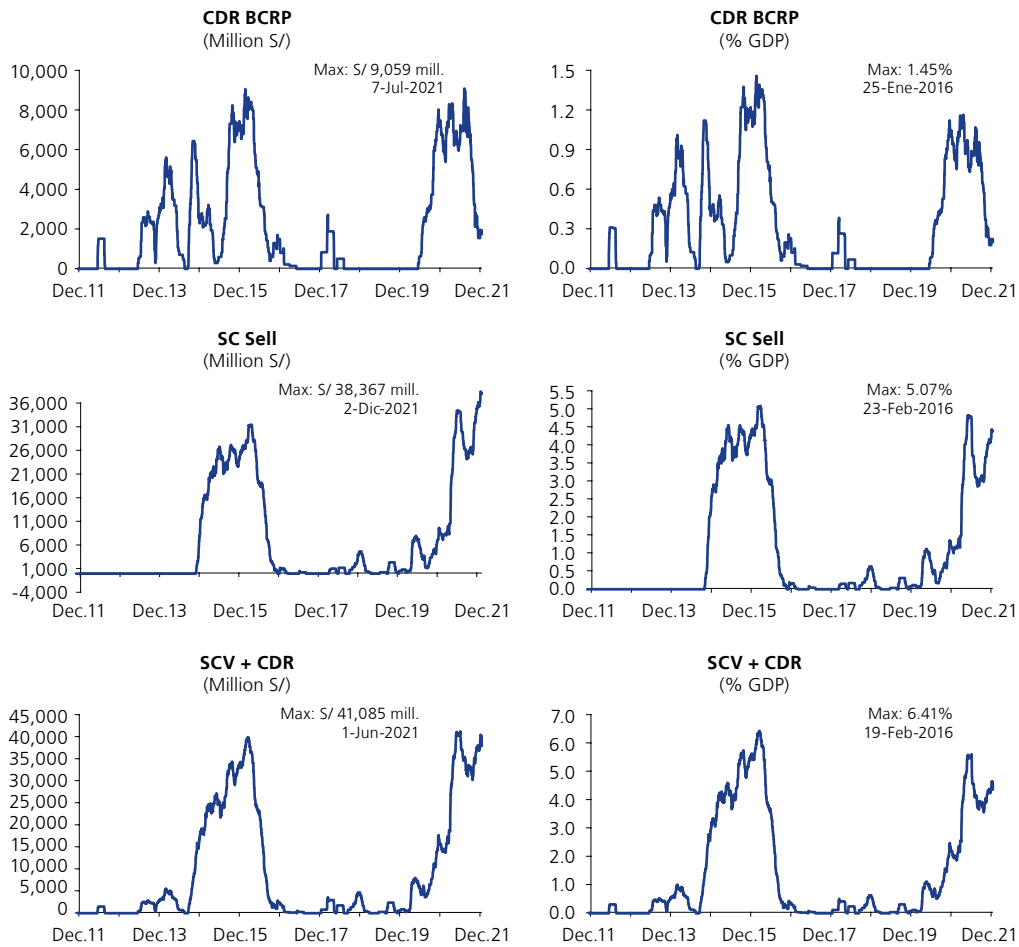 CDR BCRP
(Million S/)
Max: S/ 9,059 mill.
7-Jul-2021
10,000
8,000
6,000
4,000
2,000
0
Dec.11 Dec.13 Dec.15 Dec.17 Dec.19 Dec.21
CDR BCRP
(% GDP)
Max: 1.45%
25-Ene-2016
1.5
1.2
0.9
0.6
0.3
0.0
Dec.11 Dec.13 Dec.15 Dec.17 Dec.19 Dec.21
SC Sell
(Million S/)
Max: S/ 38,367 mill.
2-Dic-2021
36,000
31,000
26,000
21,000
16,000
11,000
6,000
1,000
-4,000
Dec.11 Dec.13 Dec.15 Dec.17 Dec.19 Dec.21
SC Sell
(% GDP)
Max: 5.07%
23-Feb-2016
5.5
5.0
4.5
4.0
3.5
3.0
2.5
2.0
1.5
1.0
0.5
0.0
Dec.11 Dec.13 Dec.15 Dec.17 Dec.19 Dec.21
SCV + CDR
(Million S/)
Max: S/ 41,085 mill.
1-Jun-2021
45,000
40,000
35,000
30,000
25,000
20,000
15,000
10,000
5,000
0
Dec.11 Dec.13 Dec.15 Dec.17 Dec.19 Dec.21
SCV + CDR
(% GDP)
Max: 6.41%
19-Feb-2016
7.0
6.0
5.0
4.0
3.0
2.0
1.0
0.0
Dec.11 Dec.13 Dec.15 Dec.17 Dec.19 Dec.21